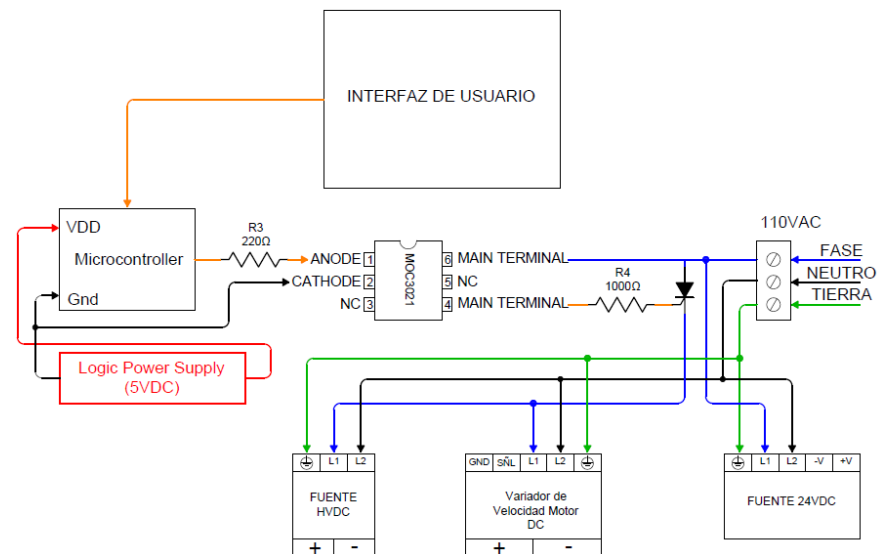 INTERFAZ DE USUARIO
VDD
Microcontroller
Gnd
R3
220Ω
ANODE 1
CATHODE 2
NC 3
MOC3021
6 MAIN TERMINAL
5 NC
4 MAIN TERMINAL
R4
1000Ω
110VAC
FASE
NEUTRO
TIERRA
Logic Power Supply
(5VDC)
L1 L2
FUENTE
HVDC
+ -
GND SÑL L1 L2
Variador de
Velocidad Motor
DC
+ -
L1 L2 -V +V
FUENTE 24VDC